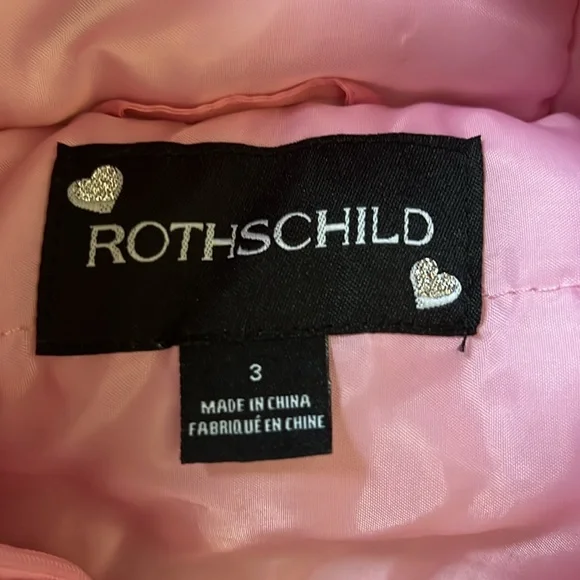 ROTHSCHILD
3
MADE IN CHINA
FABRIQUÉ EN CHINE